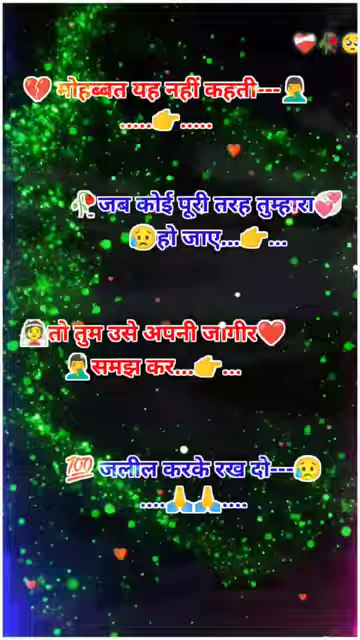 ❤️‍🩹🥀🥺
💔 मोहब्बत यह नहीं कहती---🤦‍♂️
.....👉.....
🥀जब कोई पूरी तरह तुम्हारा💞
😥हो जाए...👉...
👰तो तुम उसे अपनी जागीर❤️
🤦‍♂️समझ कर...👉...
💯 जलील करके रख दो---😥
....🙏🙏....